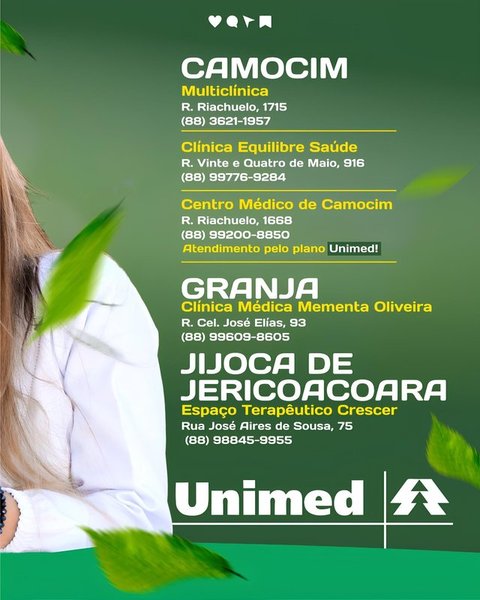 CAMOCIM
Multiclínica
R. Riachuelo, 1715
(88) 3621-1957
Clínica Equilibre Saúde
R. Vinte e Quatro de Maio, 916
(88) 99776-9284
Centro Médico de Camocim
R. Riachuelo, 1668
(88) 99200-8850
Atendimento pelo plano Unimed!
GRANJA
Clínica Médica Mementa Oliveira
R. Cel. José Elías, 93
(88) 99609-8605
JIJOCA DE
JERICOACOARA
Espaço Terapêutico Crescer
Rua José Aires de Sousa, 75
(88) 98845-9955
Unimed